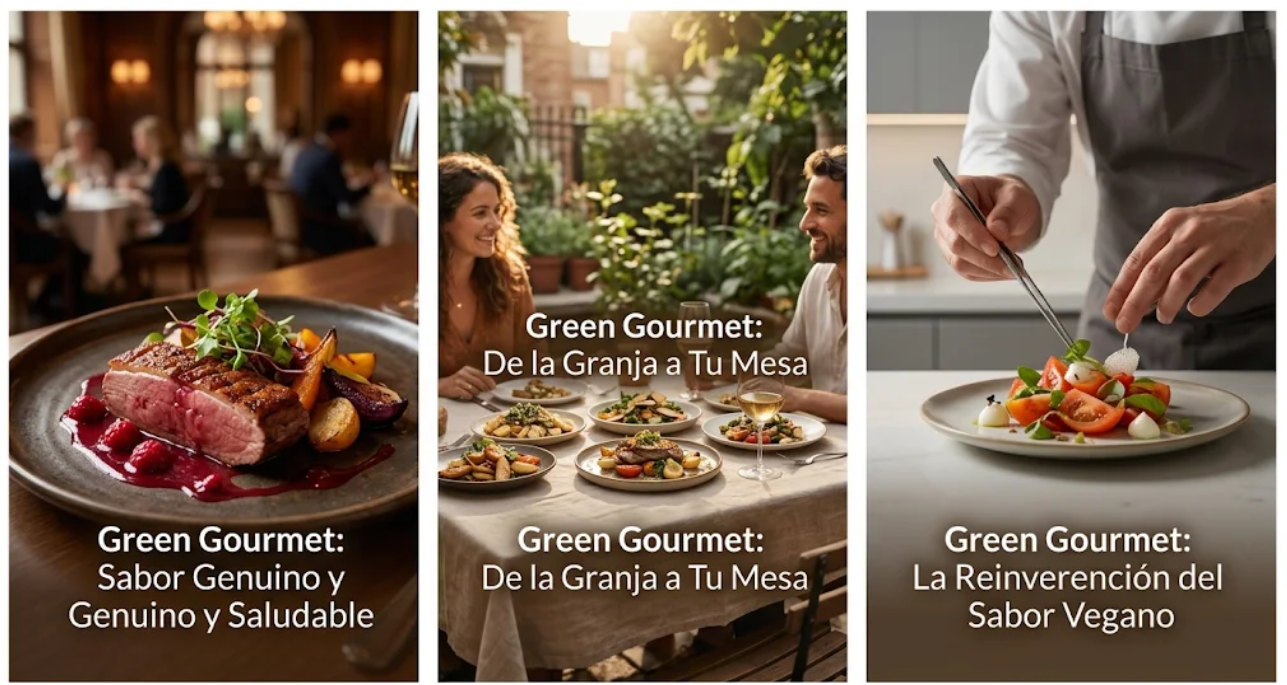 Green Gourmet:
Sabor Genuino y
Genuino y Saludable
Green Gourmet:
De la Granja a Tu Mesa
Green Gourmet:
De la Granja a Tu Mesa
Green Gourmet:
La Reinverención del
Sabor Vegano